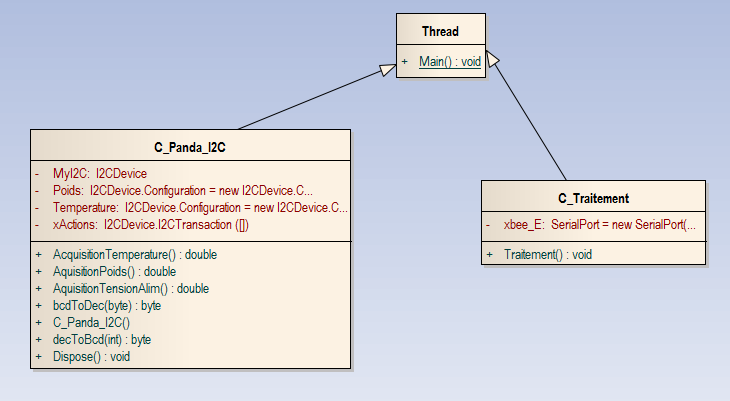 Thread
+ Main() : void
C_Panda_I2C
- MyI2C: I2CDevice
- Poids: I2CDevice.Configuration = new I2CDevice.C...
- Temperature: I2CDevice.Configuration = new I2CDevice.C...
- xActions: I2CDevice.I2CTransaction ([])
+ AcquisitionTemperature() : double
+ AquisitionPoids() : double
+ AquisitionTensionAlim() : double
+ bcdToDec(byte) : byte
+ C_Panda_I2C()
+ decToBcd(int) : byte
+ Dispose() : void
C_Traitement
- xbee_E: SerialPort = new SerialPort(...
+ Traitement() : void